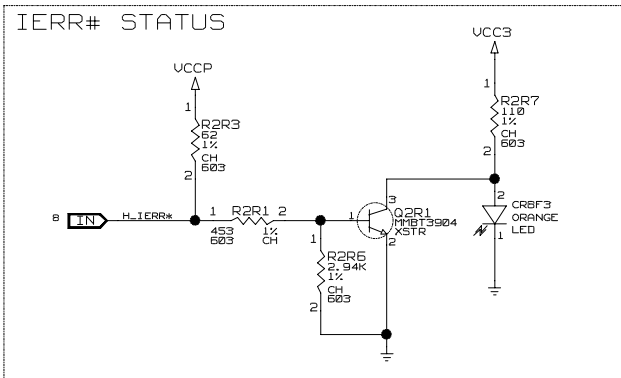 IERR# STATUS
VCCP
1
R2R3
62
1%
CH
603
2
VCC3
1
R2R7
110
1%
CH
603
2
8 IN H_IERR*
1 R2R1 2
453 1%
603 CH
1
R2R6
2.94K
1%
CH
603
2
3
1
Q2R1
MMBT3904
XSTR
2
2
CR8F3
ORANGE
LED
1